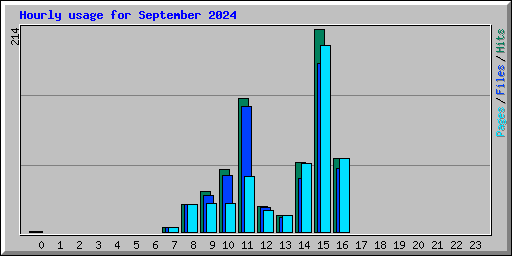 Hourly usage for September 2024
214
Pages / Files / Hits
0 1 2 3 4 5 6 7 8 9 10 11 12 13 14 15 16 17 18 19 20 21 22 23